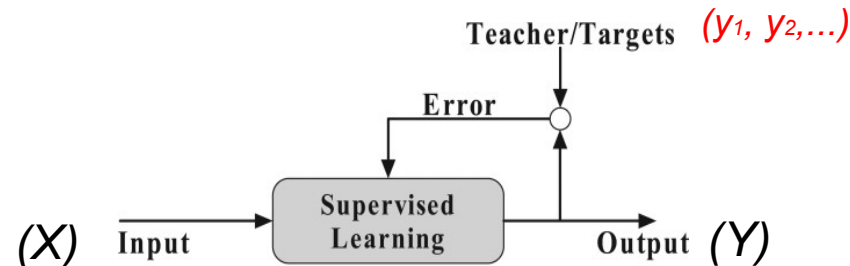 Teacher/Targets (y1, y2,...)
Error
Supervised
Learning
(X) Input
Output (Y)